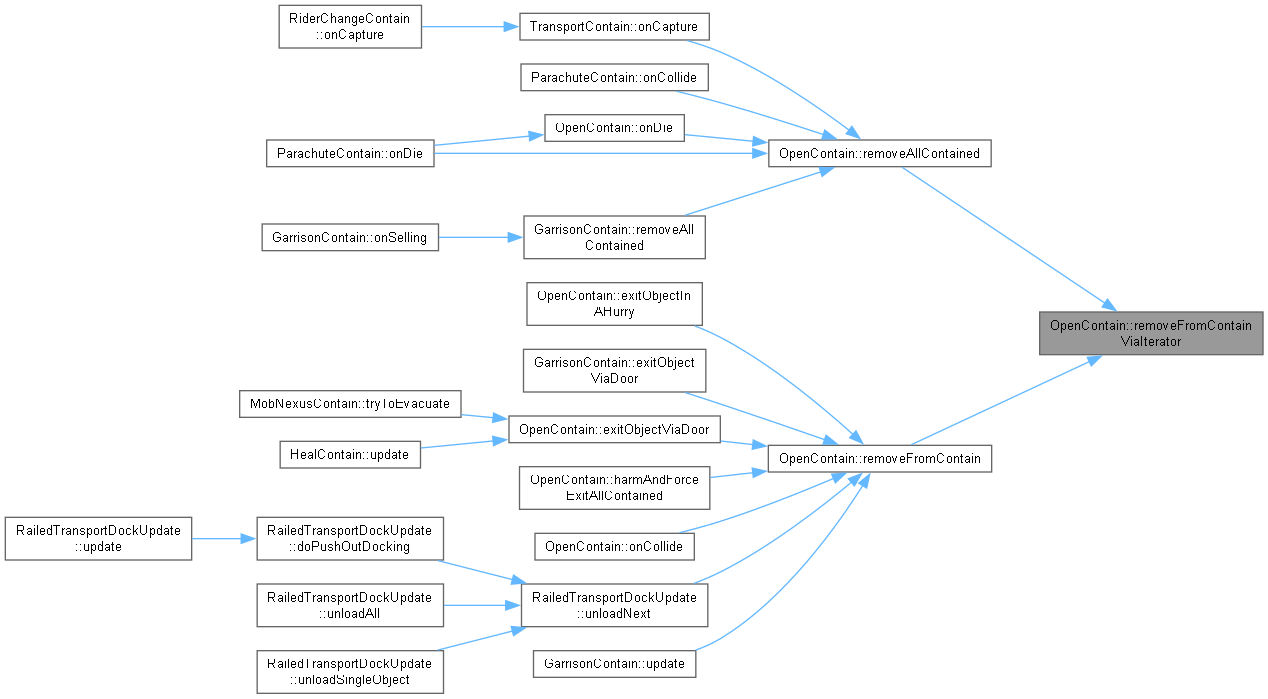 RiderChangeContain
::onCapture
TransportContain::onCapture
ParachuteContain::onCollide
OpenContain::onDie
ParachuteContain::onDie
OpenContain::removeAllContained
GarrisonContain::onSelling
GarrisonContain::removeAll
Contained
OpenContain::exitObjectIn
AHurry
OpenContain::removeFromContain
ViaIterator
GarrisonContain::exitObject
ViaDoor
MobNexusContain::tryToEvacuate
OpenContain::exitObjectViaDoor
HealContain::update
OpenContain::removeFromContain
OpenContain::harmAndForce
ExitAllContained
RailedTransportDockUpdate
::update
RailedTransportDockUpdate
::doPushOutDocking
OpenContain::onCollide
RailedTransportDockUpdate
::unloadAll
RailedTransportDockUpdate
::unloadNext
RailedTransportDockUpdate
::unloadSingleObject
GarrisonContain::update